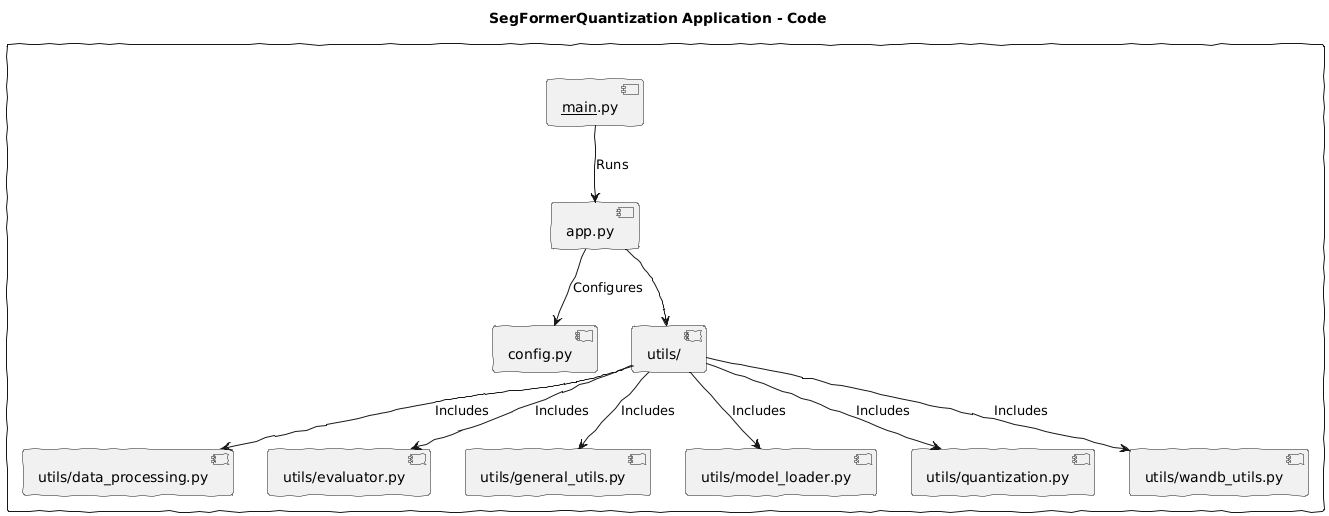 SegFormerQuantization Application - Code
main.py
Runs
app.py
Configures
config.py
utils/
Includes
Includes
Includes
Includes
Includes
Includes
utils/data_processing.py
utils/evaluator.py
utils/general_utils.py
utils/model_loader.py
utils/quantization.py
utils/wandb_utils.py